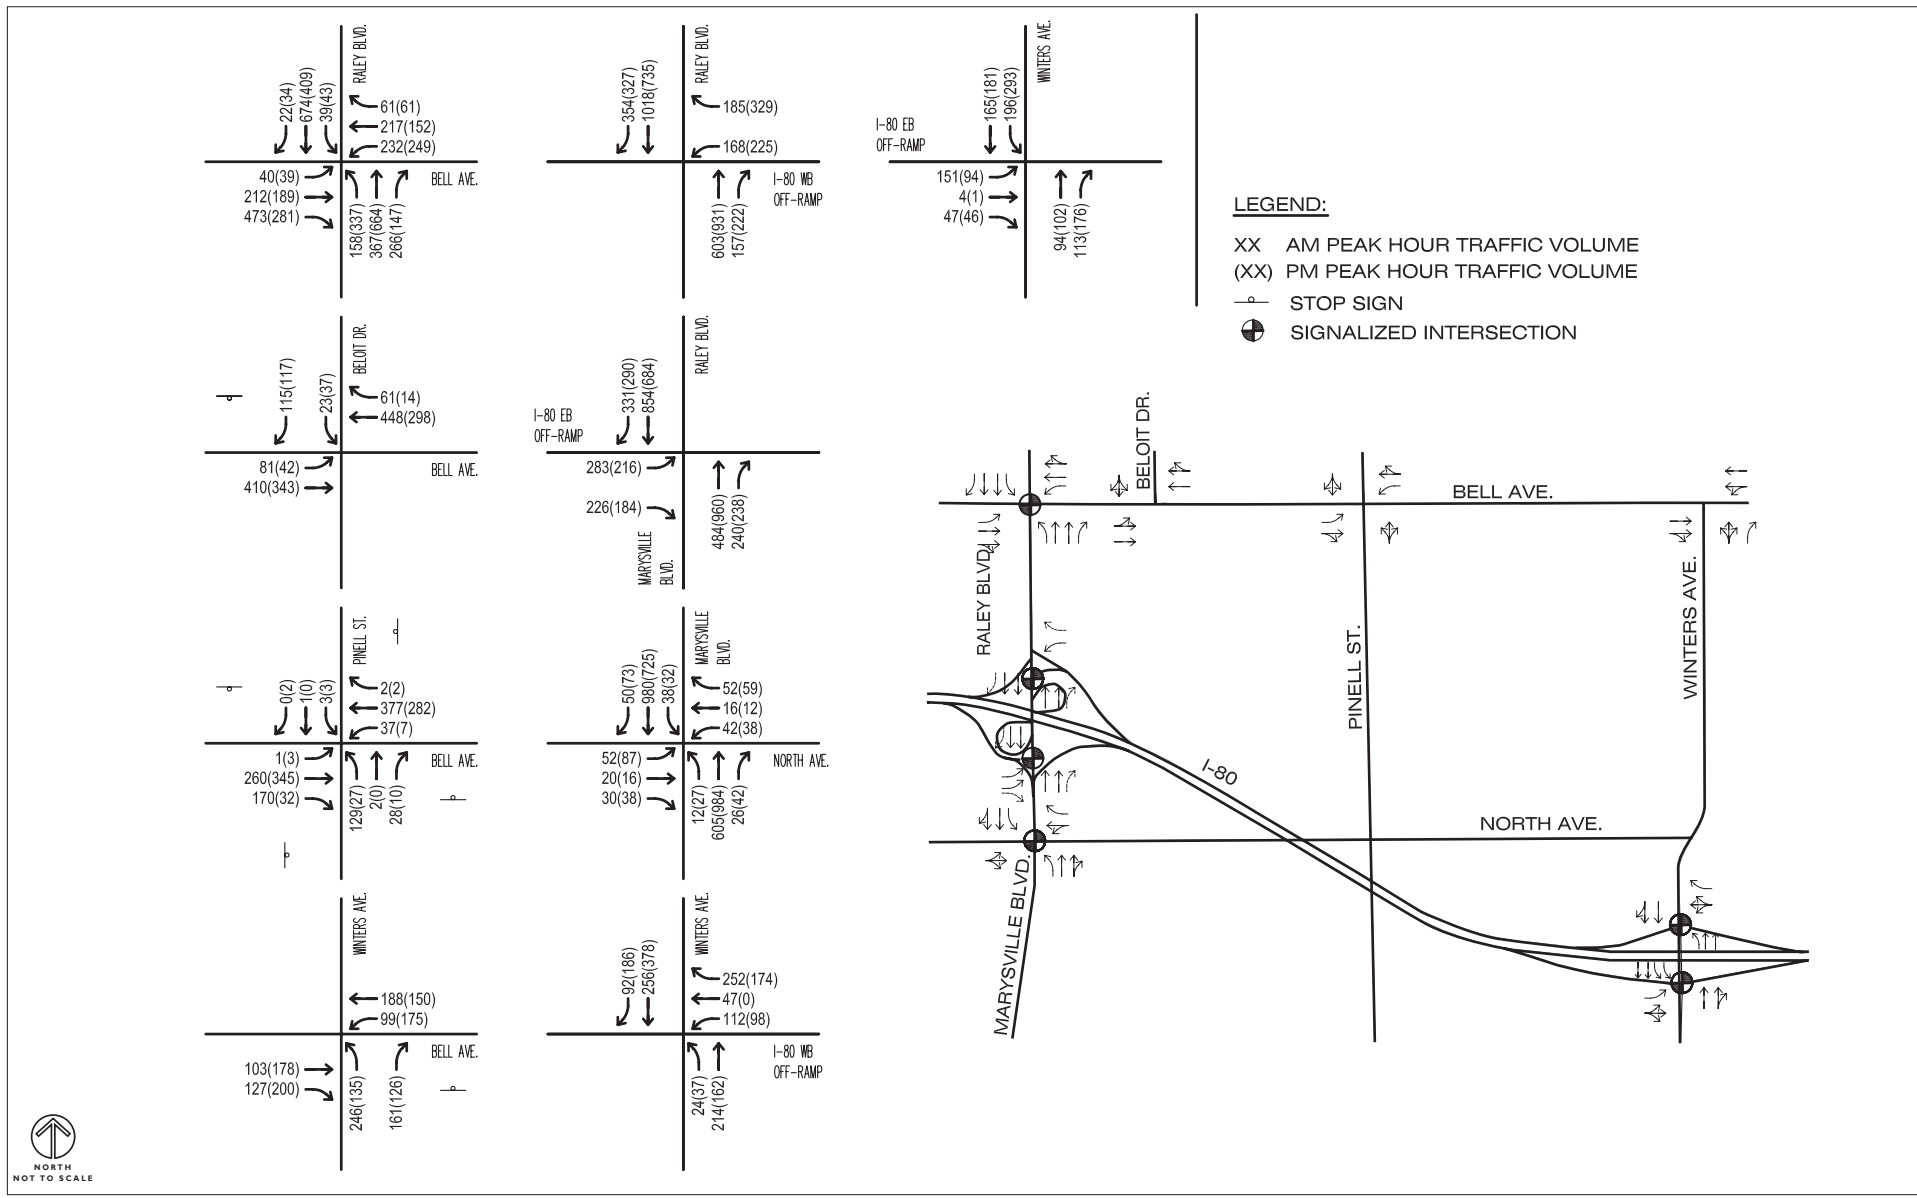 RALEY BLVD.
22(34)
674(409)
39(43)
61(61)
217(152)
232(249)
40(39)
212(189)
473(281)
BELL AVE.
158(337)
367(664)
266(147)
RALEY BLVD.
354(327)
1018(735)
185(329)
168(225)
I-80 WB
OFF-RAMP
603(931)
157(222)
WINTERS AVE.
165(181)
196(293)
I-80 EB
OFF-RAMP
151(94)
4(1)
47(46)
94(102)
113(176)
LEGEND:
XX AM PEAK HOUR TRAFFIC VOLUME
(XX) PM PEAK HOUR TRAFFIC VOLUME
STOP SIGN
SIGNALIZED INTERSECTION
BELOIT DR.
115(117)
23(37)
61(14)
448(298)
81(42)
410(343)
BELL AVE.
RALEY BLVD.
331(290)
854(684)
I-80 EB
OFF-RAMP
283(216)
226(184)
484(960)
240(238)
MARYSVILLE
BLVD.
PINELL ST.
0(2)
1(0)
3(3)
2(2)
377(282)
37(7)
1(3)
260(345)
170(32)
BELL AVE.
129(27)
2(0)
28(10)
MARYSVILLE
BLVD.
50(73)
980(725)
38(32)
52(59)
16(12)
42(38)
52(87)
20(16)
30(38)
NORTH AVE.
12(27)
605(984)
26(42)
WINTERS AVE.
188(150)
99(175)
103(178)
127(200)
BELL AVE.
246(135)
161(126)
WINTERS AVE.
92(186)
256(378)
252(174)
47(0)
112(98)
I-80 WB
OFF-RAMP
24(37)
214(162)
BELOIT DR.
BELL AVE.
RALEY BLVD.
PINELL ST.
WINTERS AVE.
I-80
NORTH AVE.
MARYSVILLE BLVD.
NORTH
NOT TO SCALE